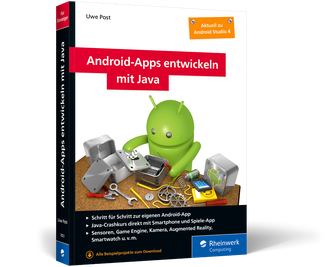 Uwe Post
Aktuell zu
Android Studio 4
Android-Apps entwickeln
mit Java
Android-Apps entwickeln mit Java
Uwe Post
Schritt für Schritt zur eigenen Android-App
Java-Crashkurs direkt mit Smartphone und Spiele-App
Sensoren, Game Engine, Kamera, Augmented Reality,
Smartwatch u. v. m.
Alle Beispielprojekte zum Download
Rheinwerk
Computing